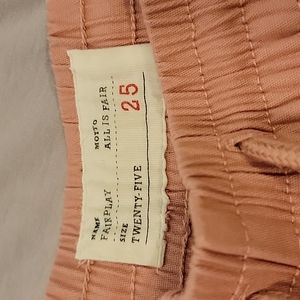 NAME
FAIRPLAY
MOTTO
ALL IS FAIR
SIZE
TWENTY-FIVE
25